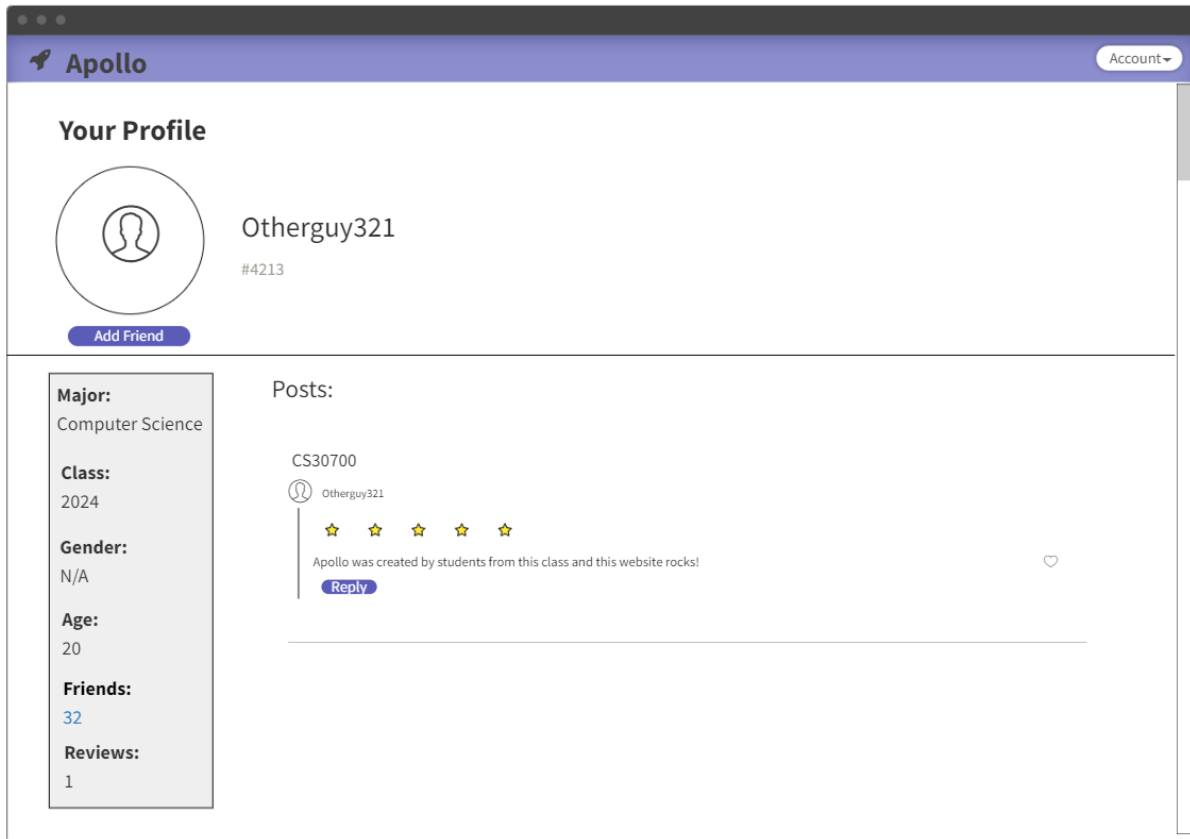 Apollo
Account
Your Profile
Otherguy321
#4213
Add Friend
Major:
Computer Science
Class:
2024
Gender:
N/A
Age:
20
Friends:
32
Reviews:
1
Posts:
CS30700
Otherguy321
Apollo was created by students from this class and this website rocks!
Reply